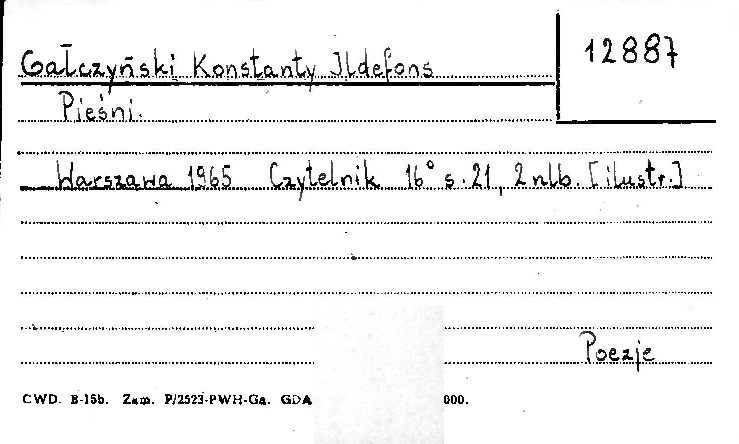 12887
Gałczyński Konstanty Ildefons
Pieśni.
Warszawa 1965 Czytelnik 16° s. 21, 2 nlb. [ilustr.]
Poezje
CWD. B-15b. Zam. P/2523-PWH-Ga. GDA 000.